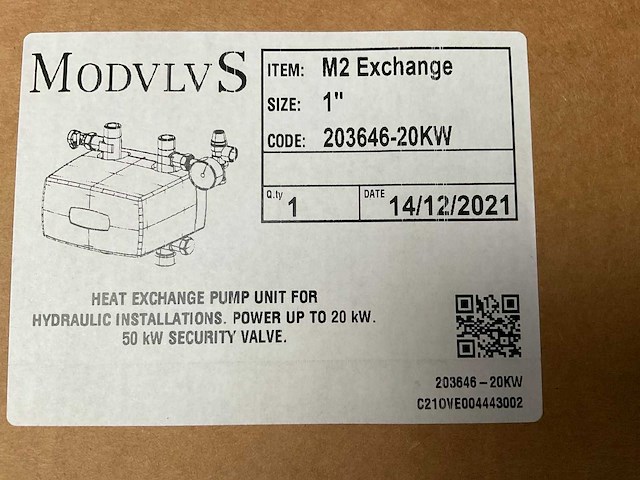 MODVLVS
ITEM: M2 Exchange
SIZE: 1"
CODE: 203646-20KW
Q.ty 1 DATE 14/12/2021
HEAT EXCHANGE PUMP UNIT FOR
HYDRAULIC INSTALLATIONS. POWER UP TO 20 kW.
50 kW SECURITY VALVE.
203646-20KW
C210VE004443002